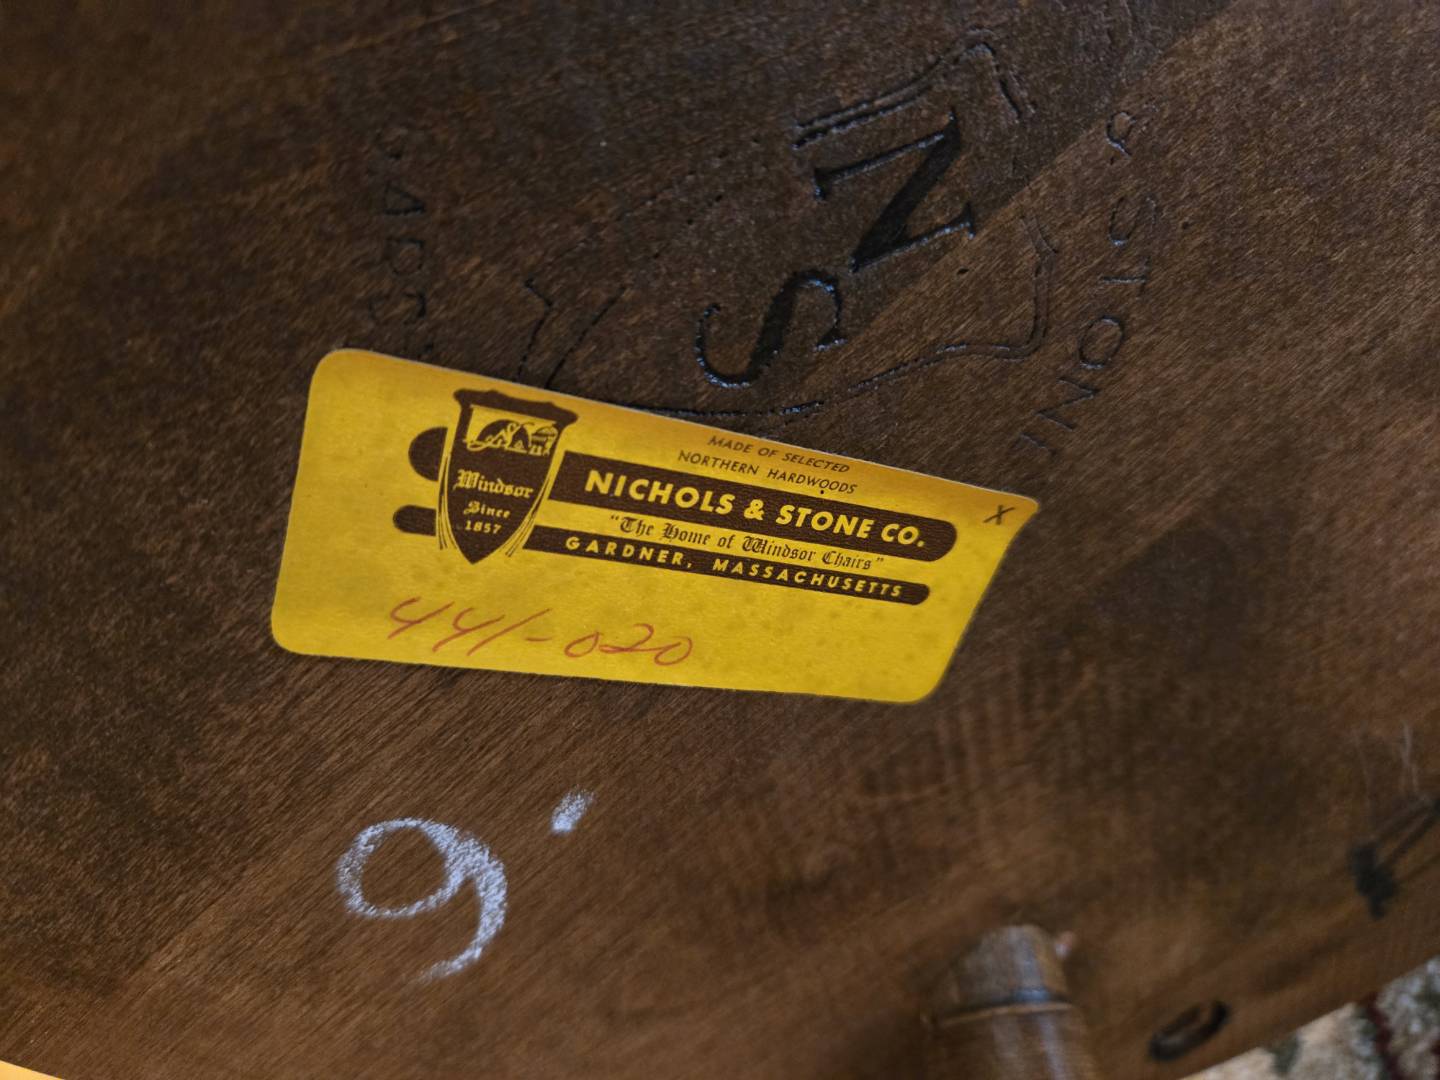 N
S
& STONE
MADE OF SELECTED
NORTHERN HARDWOODS
NICHOLS & STONE CO.
"The Home of Windsor Chairs"
GARDNER, MASSACHUSETTS
Windsor
Since
1857
X
441-020
9.